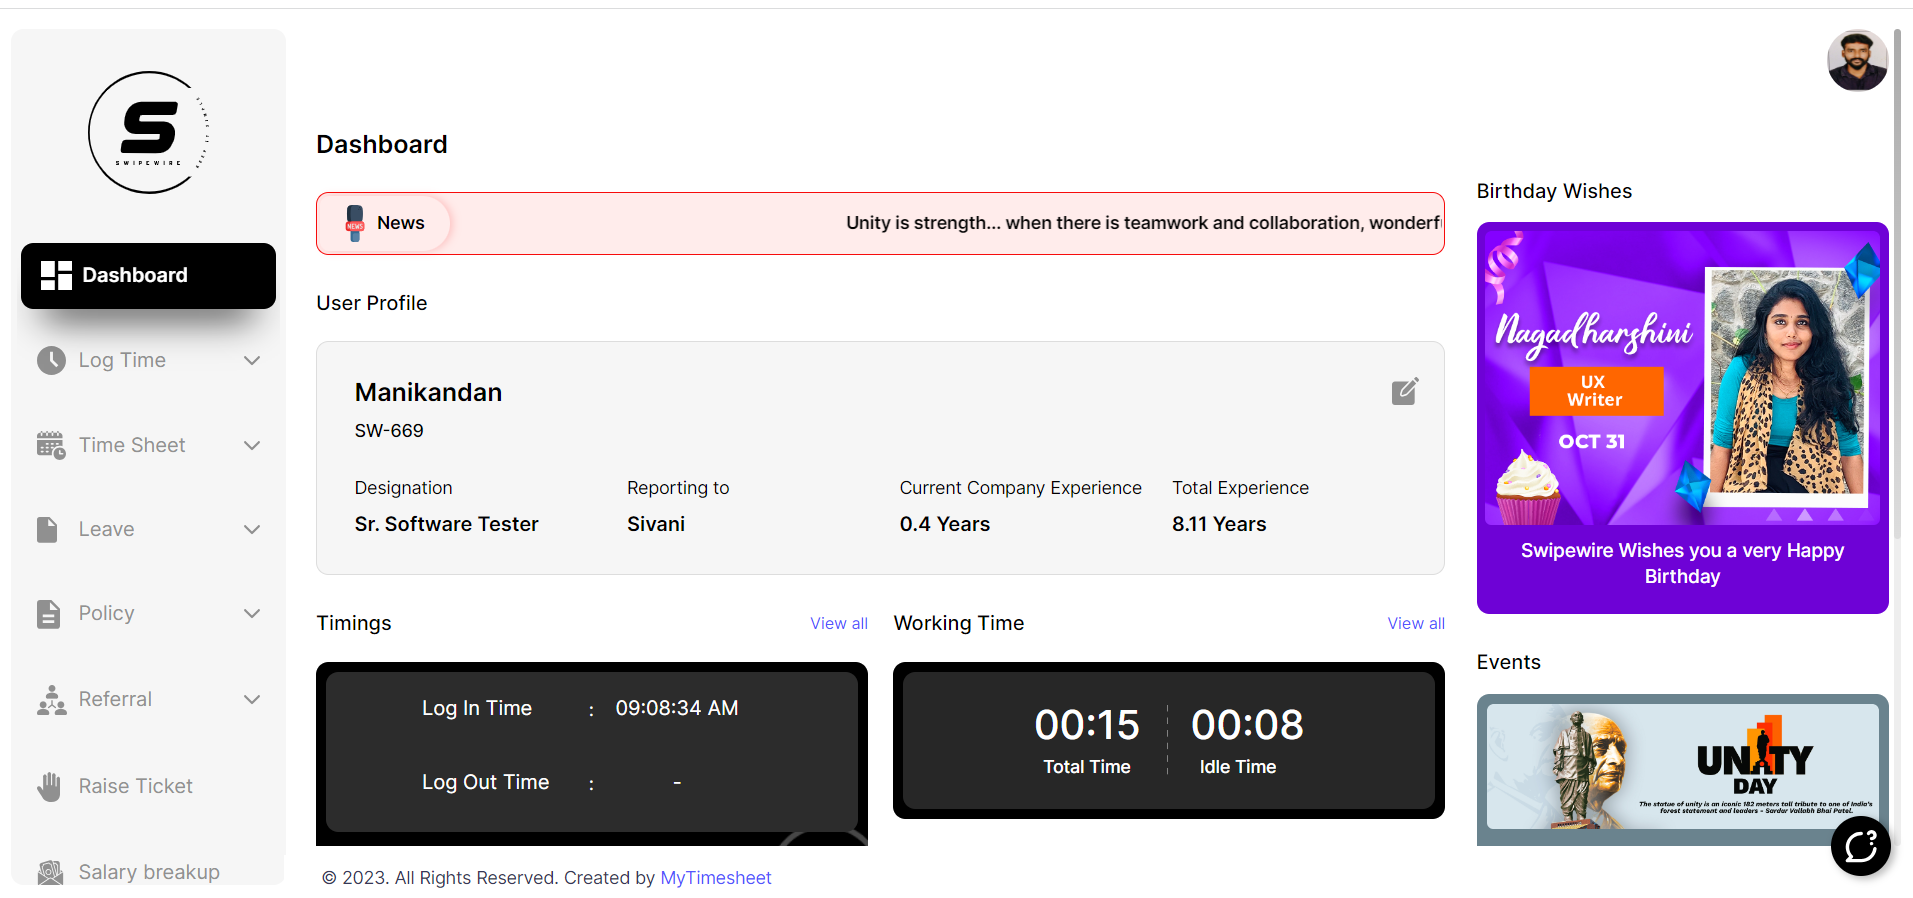 SWIPEWIRE
Dashboard
Log Time
Time Sheet
Leave
Policy
Referral
Raise Ticket
Salary breakup
Dashboard
NEWS
News
Unity is strength... when there is teamwork and collaboration, wonderf
User Profile
Manikandan
SW-669
Designation
Reporting to
Current Company Experience
Total Experience
Sr. Software Tester
Sivani
0.4 Years
8.11 Years
Timings
View all
Log In Time : 09:08:34 AM
Log Out Time : -
Working Time
View all
00:15
00:08
Total Time
Idle Time
Birthday Wishes
Nagadharshini
UX
Writer
OCT 31
Swipewire Wishes you a very Happy
Birthday
Events
UNITY
DAY
The statue of unity is an iconic 182 meters tall tribute to one of India's
forest statement and leaders - Sardar Vallabh Bhai Patel.
© 2023. All Rights Reserved. Created by MyTimesheet